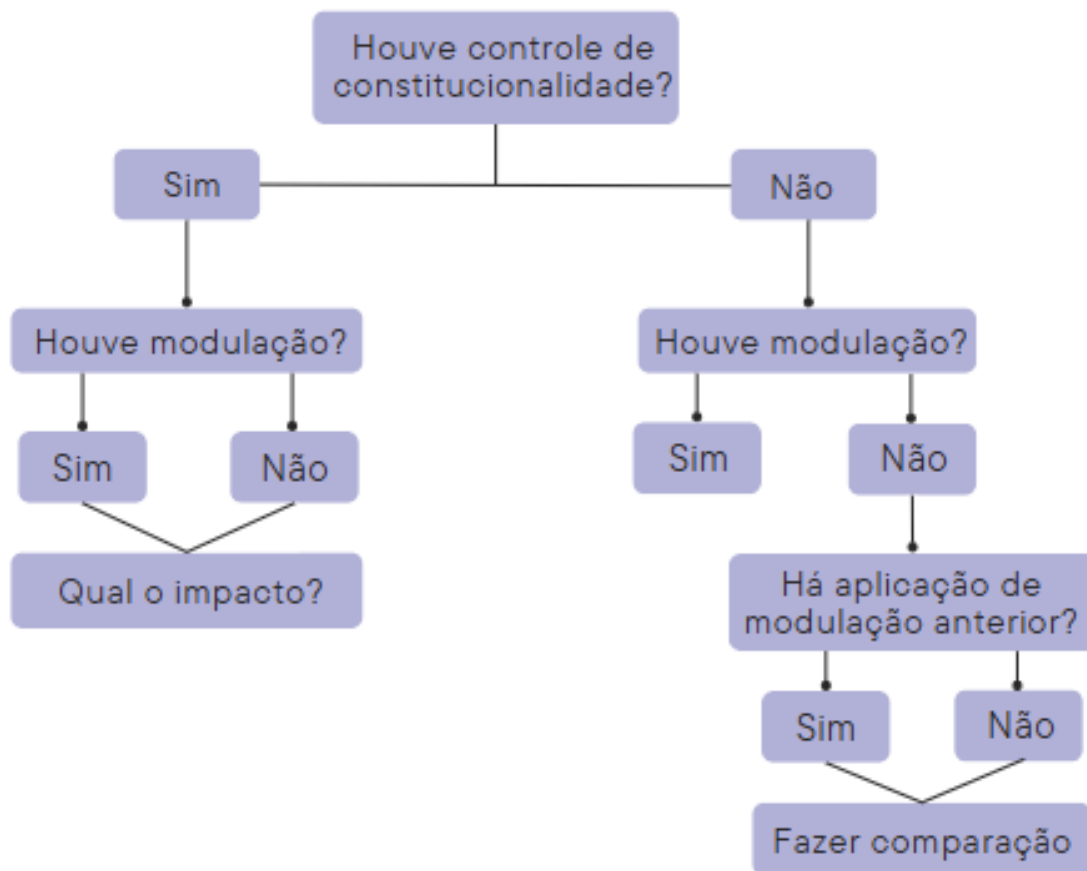 Houve controle de
constitucionalidade?
Sim
Não
Houve modulação?
Houve modulação?
Sim
Não
Sim
Não
Qual o impacto?
Há aplicação de
modulação anterior?
Sim
Não
Fazer comparação